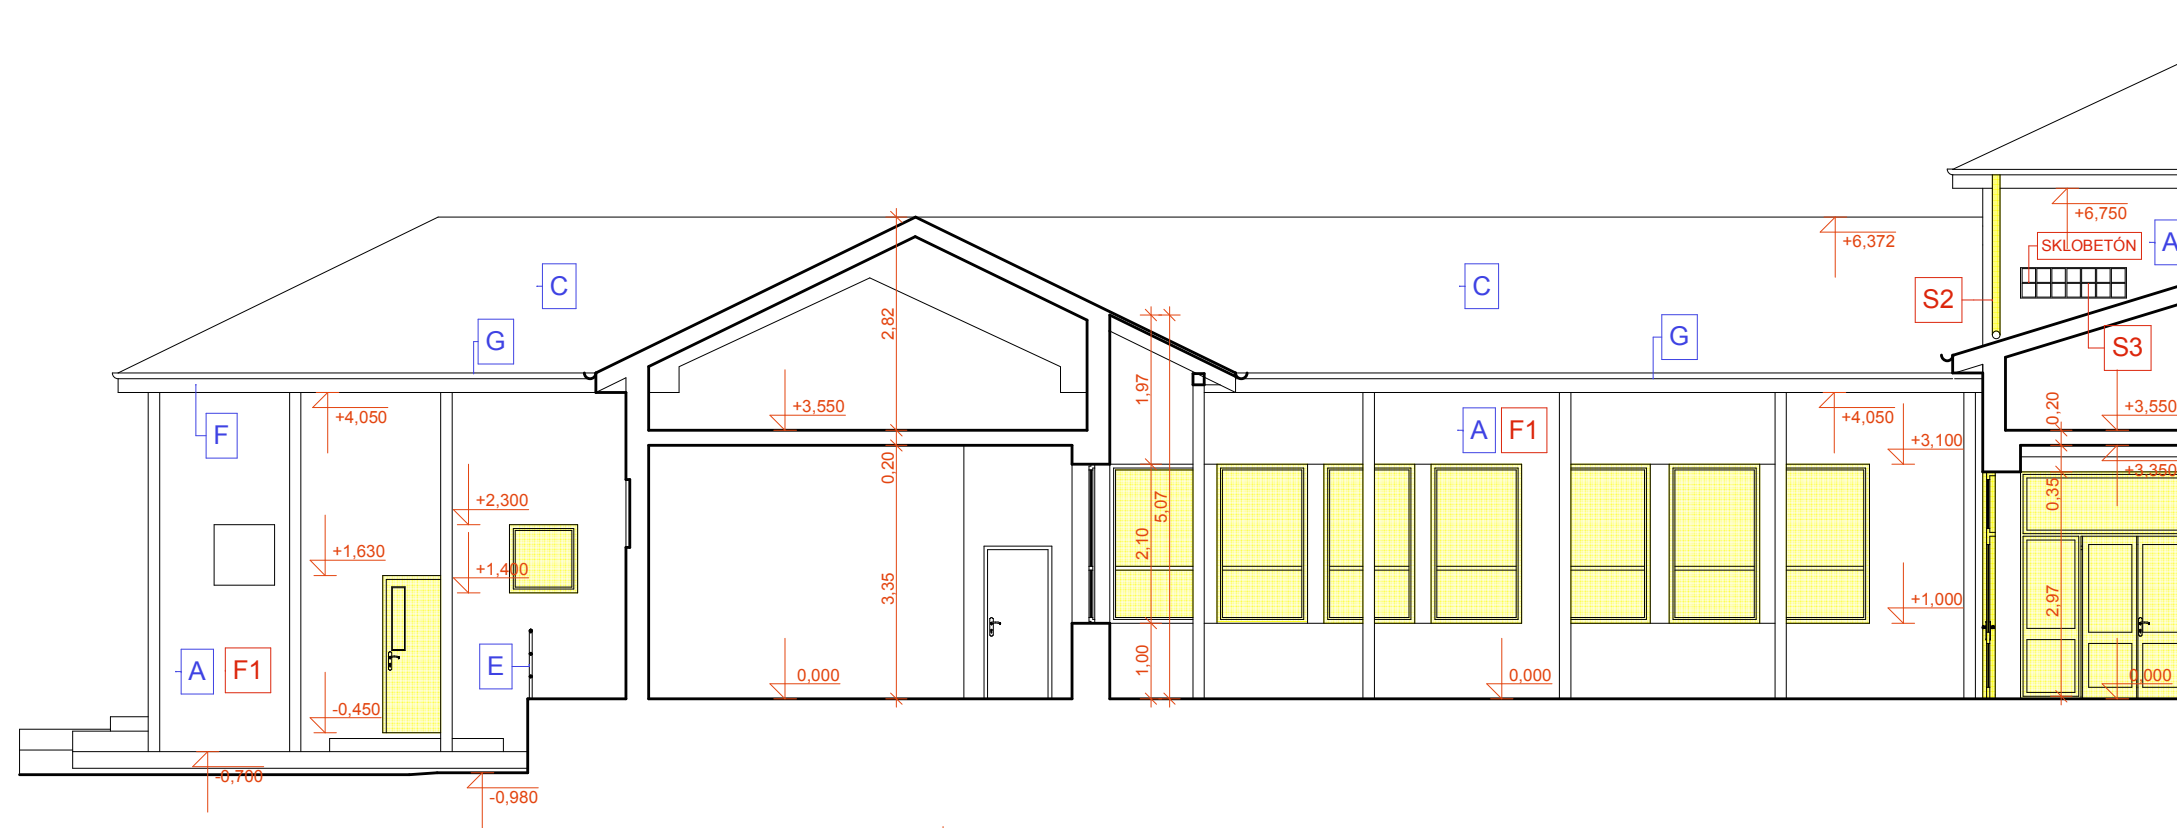 +6,750
+6,372
SKLOBETÓN
A
C
C
S2
2,82
G
G
S3
1,97
+3,550
+4,050
F
A
F1
+4,050
+3,100
0,20
+3,550
0,20
+3,350
+2,300
5,07
0,35
+1,630
2,10
+1,400
3,35
+1,000
2,97
A
F1
E
1,00
0,000
0,000
0,000
-0,450
-0,700
-0,980